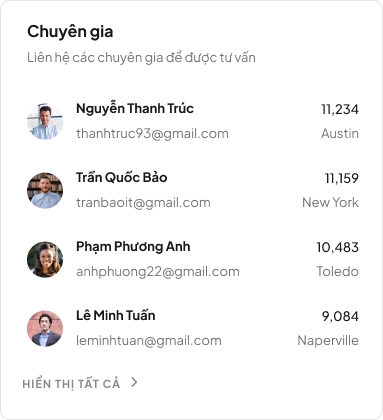 Chuyên gia
Liên hệ các chuyên gia để được tư vấn
Nguyễn Thanh Trúc 11,234
thanhtruc93@gmail.com Austin
Trần Quốc Bảo 11,159
tranbaoit@gmail.com New York
Phạm Phương Anh 10,483
anhphuong22@gmail.com Toledo
Lê Minh Tuấn 9,084
leminhtuan@gmail.com Naperville
HIỂN THỊ TẤT CẢ